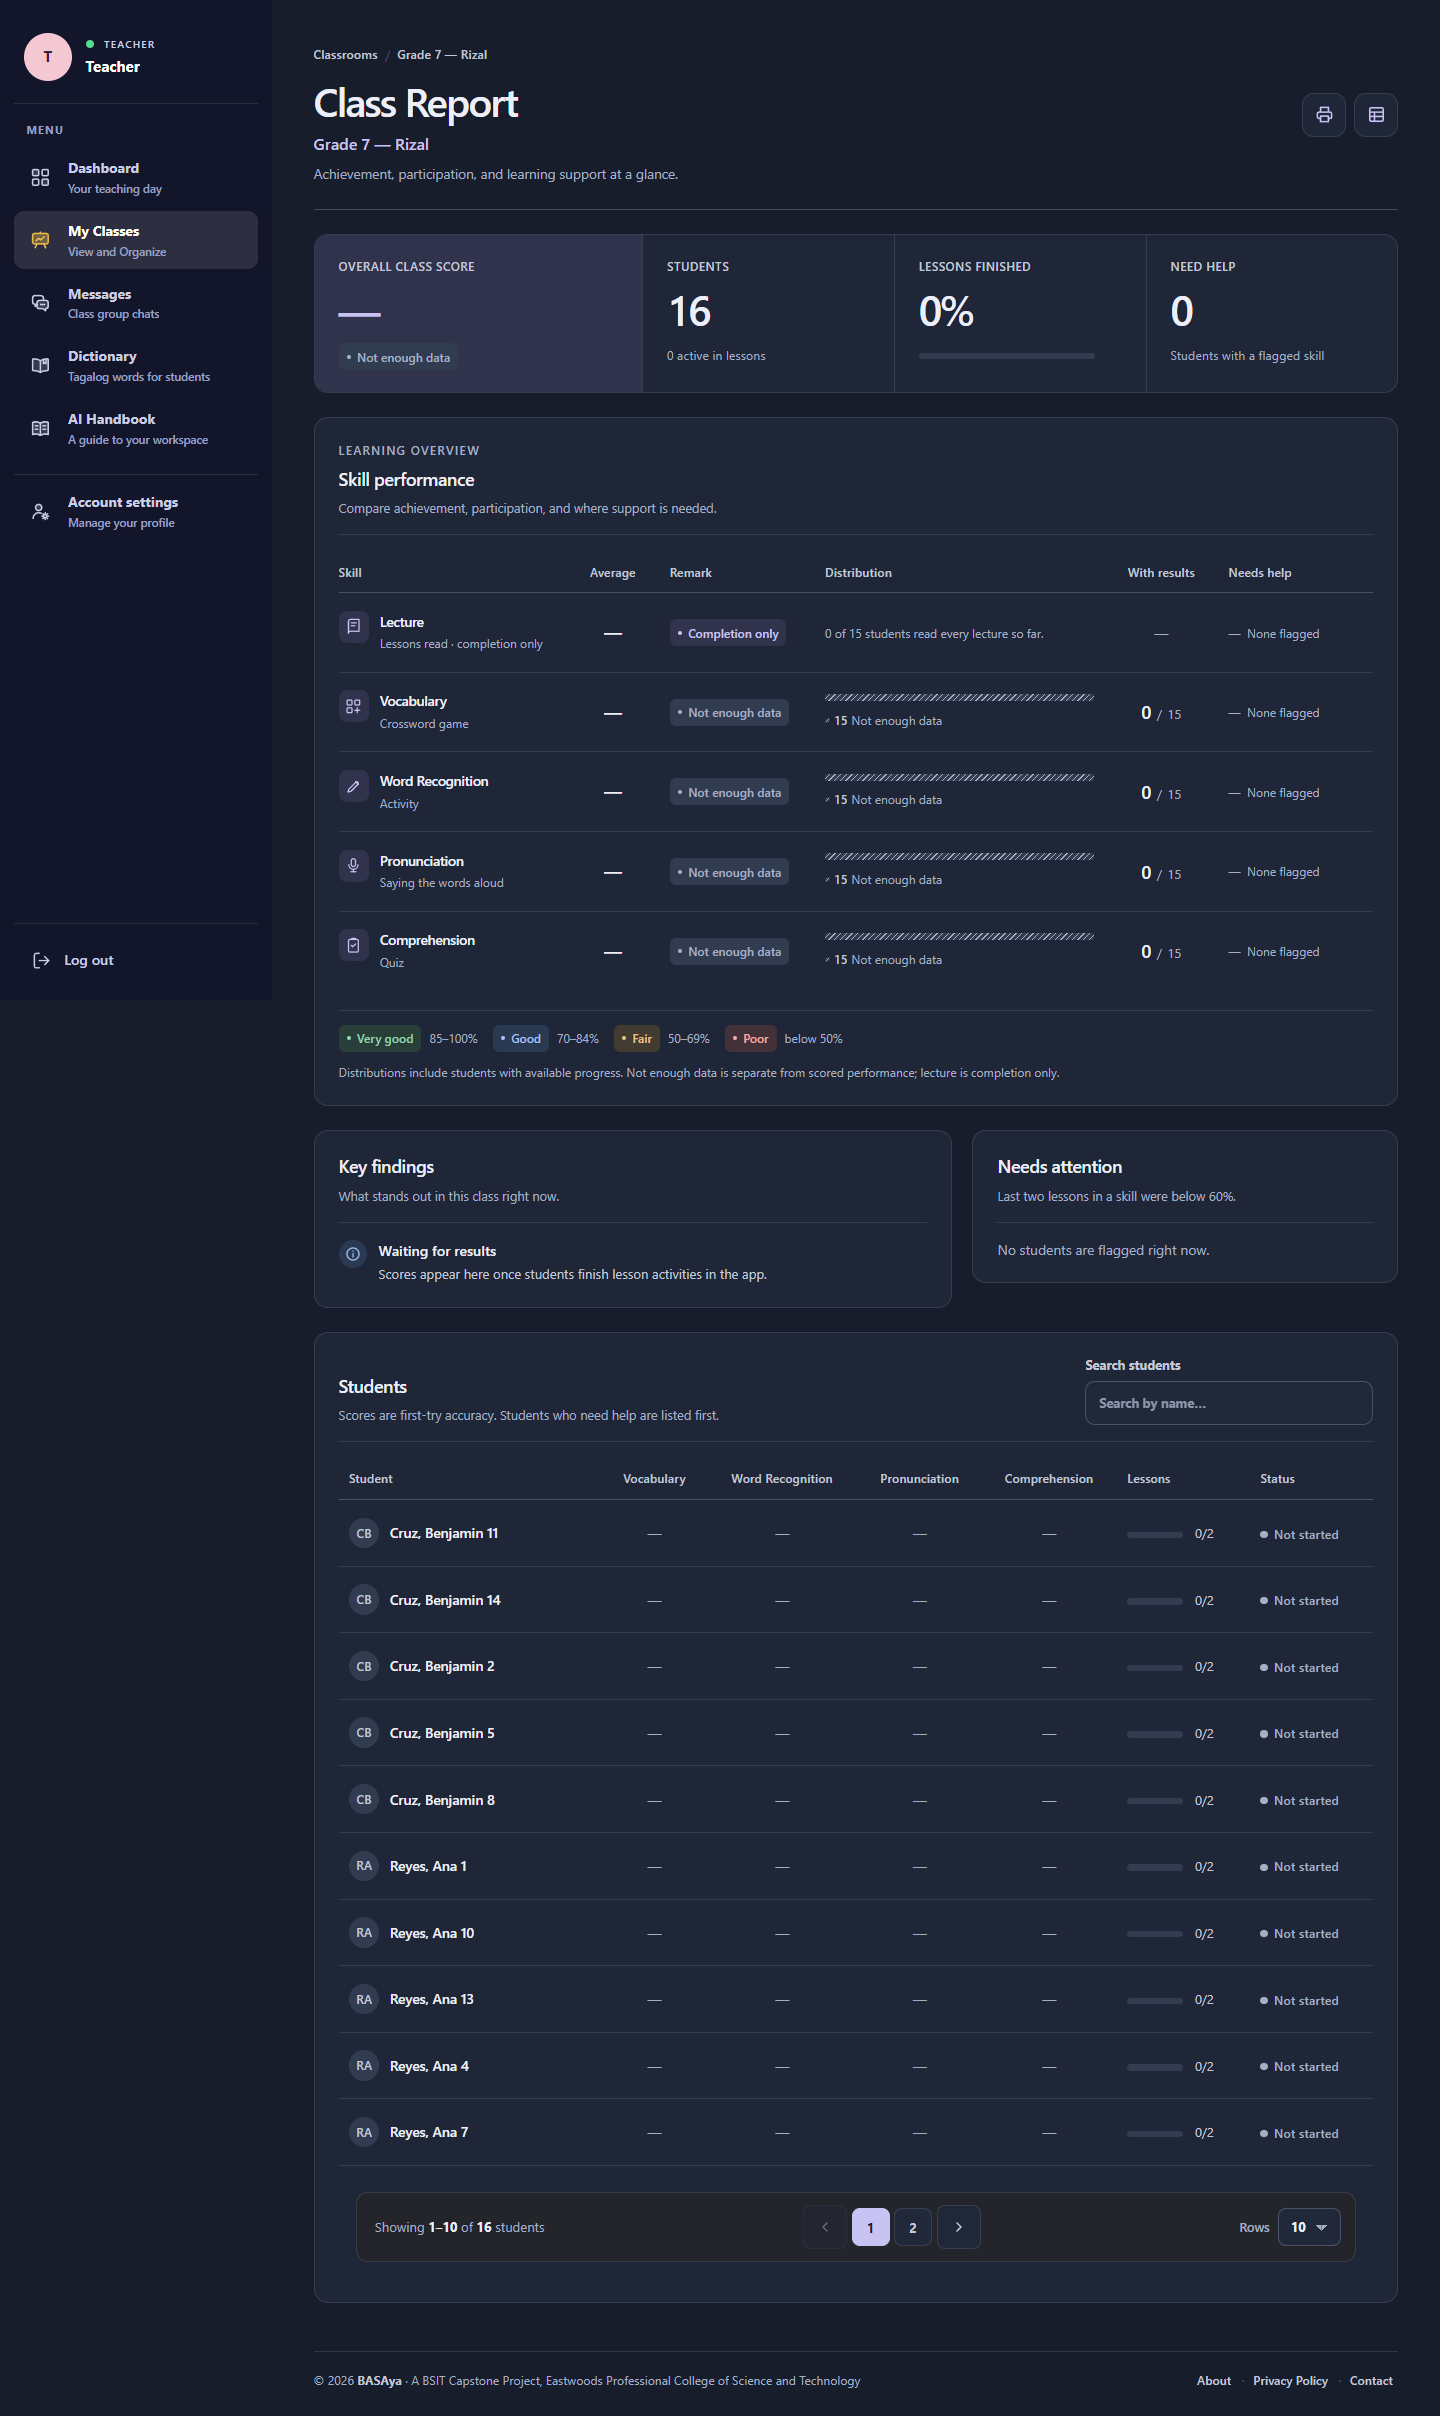 T
TEACHER
Teacher
MENU
Dashboard
Your teaching day
My Classes
View and Organize
Messages
Class group chats
Dictionary
Tagalog words for students
AI Handbook
A guide to your workspace
Account settings
Manage your profile
Log out
Classrooms / Grade 7 — Rizal
Class Report
Grade 7 — Rizal
Achievement, participation, and learning support at a glance.
OVERALL CLASS SCORE
—
• Not enough data
STUDENTS
16
0 active in lessons
LESSONS FINISHED
0%
NEED HELP
0
Students with a flagged skill
LEARNING OVERVIEW
Skill performance
Compare achievement, participation, and where support is needed.
Skill Average Remark Distribution With results Needs help
Lecture
Lessons read · completion only
— • Completion only 0 of 15 students read every lecture so far. — — None flagged
Vocabulary
Crossword game
— • Not enough data 15 Not enough data 0 / 15 — None flagged
Word Recognition
Activity
— • Not enough data 15 Not enough data 0 / 15 — None flagged
Pronunciation
Saying the words aloud
— • Not enough data 15 Not enough data 0 / 15 — None flagged
Comprehension
Quiz
— • Not enough data 15 Not enough data 0 / 15 — None flagged
• Very good 85–100% • Good 70–84% • Fair 50–69% • Poor below 50%
Distributions include students with available progress. Not enough data is separate from scored performance; lecture is completion only.
Key findings
What stands out in this class right now.
Waiting for results
Scores appear here once students finish lesson activities in the app.
Needs attention
Last two lessons in a skill were below 60%.
No students are flagged right now.
Students
Scores are first-try accuracy. Students who need help are listed first.
Search students
Search by name...
Student Vocabulary Word Recognition Pronunciation Comprehension Lessons Status
CB Cruz, Benjamin 11 — — — — 0/2 Not started
CB Cruz, Benjamin 14 — — — — 0/2 Not started
CB Cruz, Benjamin 2 — — — — 0/2 Not started
CB Cruz, Benjamin 5 — — — — 0/2 Not started
CB Cruz, Benjamin 8 — — — — 0/2 Not started
RA Reyes, Ana 1 — — — — 0/2 Not started
RA Reyes, Ana 10 — — — — 0/2 Not started
RA Reyes, Ana 13 — — — — 0/2 Not started
RA Reyes, Ana 4 — — — — 0/2 Not started
RA Reyes, Ana 7 — — — — 0/2 Not started
Showing 1–10 of 16 students
1 2
Rows 10
© 2026 BASAya · A BSIT Capstone Project, Eastwoods Professional College of Science and Technology
About · Privacy Policy · Contact